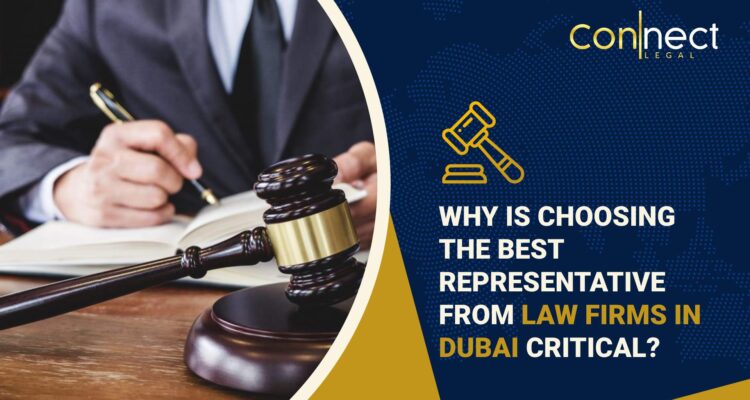 Connect
LEGAL
WHY IS CHOOSING
THE BEST
REPRESENTATIVE
FROM LAW FIRMS IN
DUBAI CRITICAL?